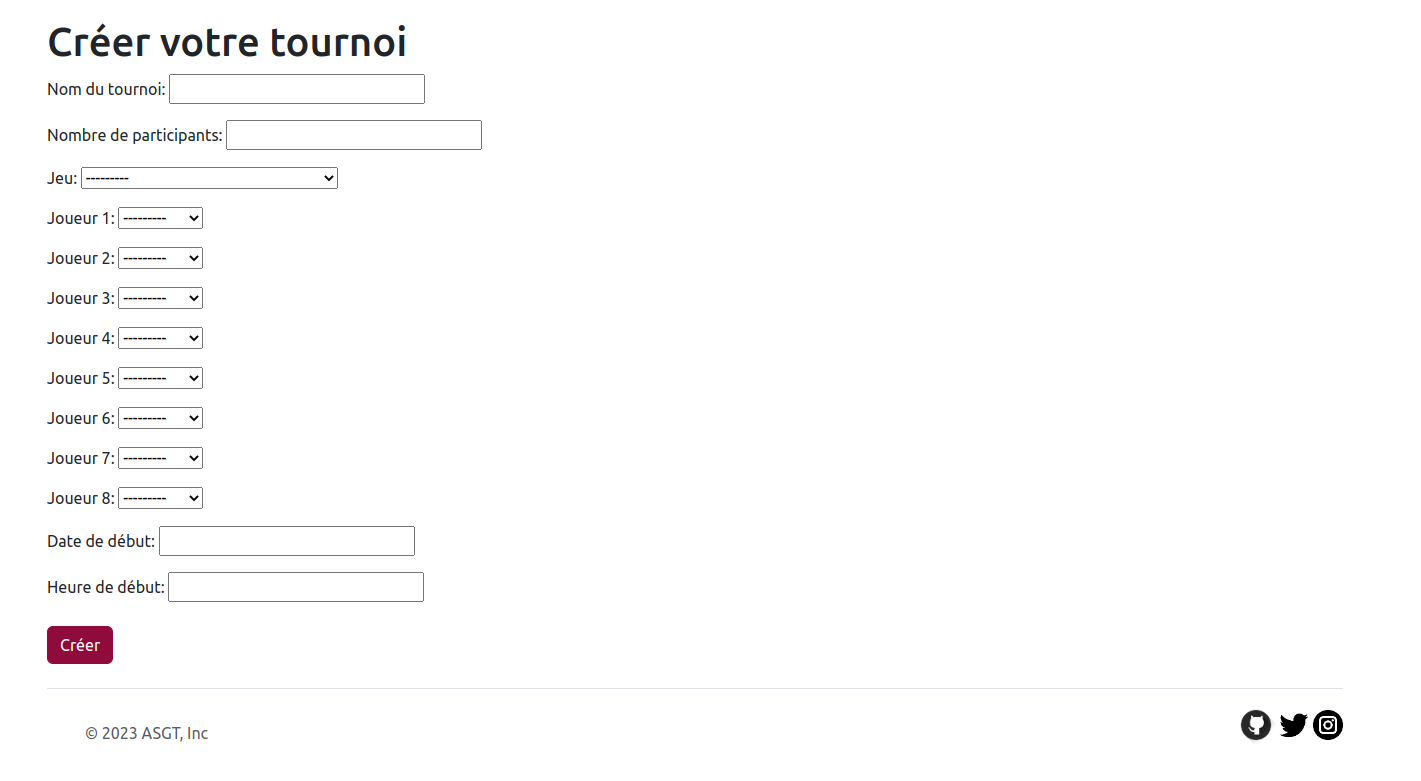 Créer votre tournoi
Nom du tournoi:
Nombre de participants:
Jeu: ---------
Joueur 1: ---------
Joueur 2: ---------
Joueur 3: ---------
Joueur 4: ---------
Joueur 5: ---------
Joueur 6: ---------
Joueur 7: ---------
Joueur 8: ---------
Date de début:
Heure de début:
Créer
© 2023 ASGT, Inc